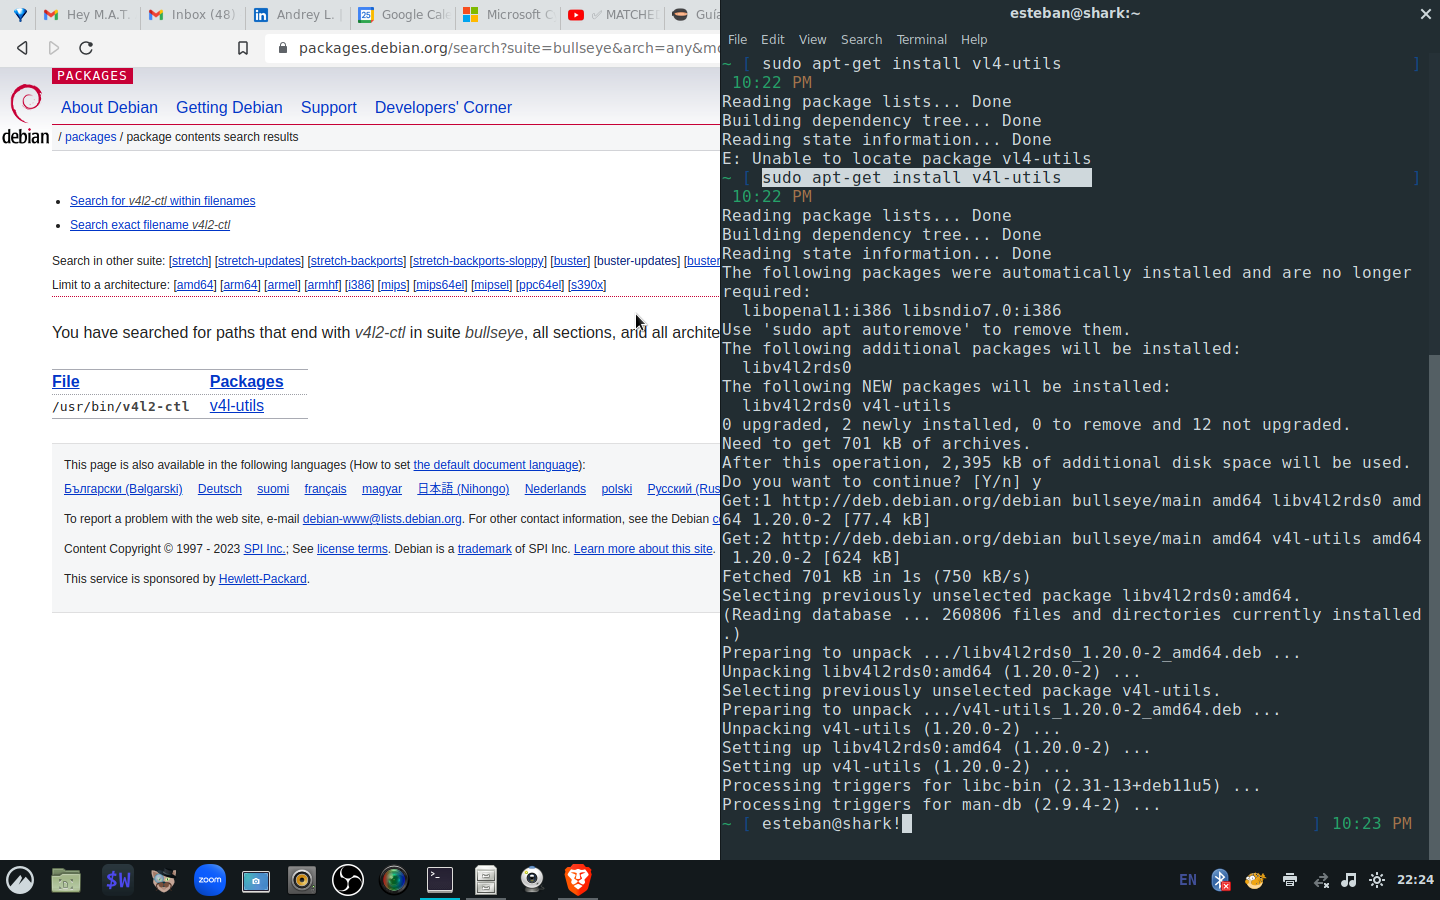 Hey M.A.T.
Inbox (48)
Andrey L.
Google Cale
Microsoft C
✅ MATCHE
Guía
packages.debian.org/search?suite=bullseye&arch=any&mo
PACKAGES
debian
About Debian Getting Debian Support Developers' Corner
/ packages / package contents search results
Search for v4l2-ctl within filenames
Search exact filename v4l2-ctl
Search in other suite: [stretch] [stretch-updates] [stretch-backports] [stretch-backports-sloppy] [buster] [buster-updates] [buster
Limit to a architecture: [amd64] [arm64] [armel] [armhf] [i386] [mips] [mips64el] [mipsel] [ppc64el] [s390x]
You have searched for paths that end with v4l2-ctl in suite bullseye, all sections, and all archite
File Packages
/usr/bin/v4l2-ctl v4l-utils
This page is also available in the following languages (How to set the default document language):
Български (Bəlgarski) Deutsch suomi français magyar 日本語 (Nihongo) Nederlands polski Русский (Rus
To report a problem with the web site, e-mail debian-www@lists.debian.org. For other contact information, see the Debian c
Content Copyright © 1997 - 2023 SPI Inc.; See license terms. Debian is a trademark of SPI Inc. Learn more about this site.
This service is sponsored by Hewlett-Packard.
esteban@shark:~
File Edit View Search Terminal Help
~ [ sudo apt-get install vl4-utils ]
10:22 PM
Reading package lists... Done
Building dependency tree... Done
Reading state information... Done
E: Unable to locate package vl4-utils
~ [ sudo apt-get install v4l-utils ]
10:22 PM
Reading package lists... Done
Building dependency tree... Done
Reading state information... Done
The following packages were automatically installed and are no longer
required:
libopenal1:i386 libsndio7.0:i386
Use 'sudo apt autoremove' to remove them.
The following additional packages will be installed:
libv4l2rds0
The following NEW packages will be installed:
libv4l2rds0 v4l-utils
0 upgraded, 2 newly installed, 0 to remove and 12 not upgraded.
Need to get 701 kB of archives.
After this operation, 2,395 kB of additional disk space will be used.
Do you want to continue? [Y/n] y
Get:1 http://deb.debian.org/debian bullseye/main amd64 libv4l2rds0 amd
64 1.20.0-2 [77.4 kB]
Get:2 http://deb.debian.org/debian bullseye/main amd64 v4l-utils amd64
1.20.0-2 [624 kB]
Fetched 701 kB in 1s (750 kB/s)
Selecting previously unselected package libv4l2rds0:amd64.
(Reading database ... 260806 files and directories currently installed
.)
Preparing to unpack .../libv4l2rds0_1.20.0-2_amd64.deb ...
Unpacking libv4l2rds0:amd64 (1.20.0-2) ...
Selecting previously unselected package v4l-utils.
Preparing to unpack .../v4l-utils_1.20.0-2_amd64.deb ...
Unpacking v4l-utils (1.20.0-2) ...
Setting up libv4l2rds0:amd64 (1.20.0-2) ...
Setting up v4l-utils (1.20.0-2) ...
Processing triggers for libc-bin (2.31-13+deb11u5) ...
Processing triggers for man-db (2.9.4-2) ...
~ [ esteban@shark! ] 10:23 PM
$W
zoom
EN
22:24